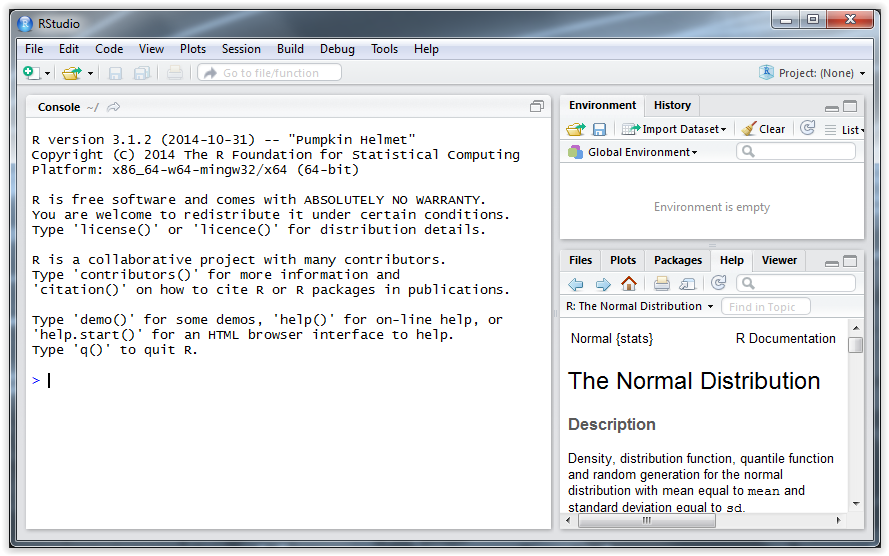 RStudio
File Edit Code View Plots Session Build Debug Tools Help
Go to file/function
Project: (None)
Console ~/
R version 3.1.2 (2014-10-31) -- "Pumpkin Helmet"
Copyright (C) 2014 The R Foundation for Statistical Computing
Platform: x86_64-w64-mingw32/x64 (64-bit)
R is free software and comes with ABSOLUTELY NO WARRANTY.
You are welcome to redistribute it under certain conditions.
Type 'license()' or 'licence()' for distribution details.
R is a collaborative project with many contributors.
Type 'contributors()' for more information and
'citation()' on how to cite R or R packages in publications.
Type 'demo()' for some demos, 'help()' for on-line help, or
'help.start()' for an HTML browser interface to help.
Type 'q()' to quit R.
>
Environment History
Import Dataset Clear List
Global Environment
Environment is empty
Files Plots Packages Help Viewer
R: The Normal Distribution Find in Topic
Normal {stats} R Documentation
The Normal Distribution
Description
Density, distribution function, quantile function
and random generation for the normal
distribution with mean equal to mean and
standard deviation equal to sd.